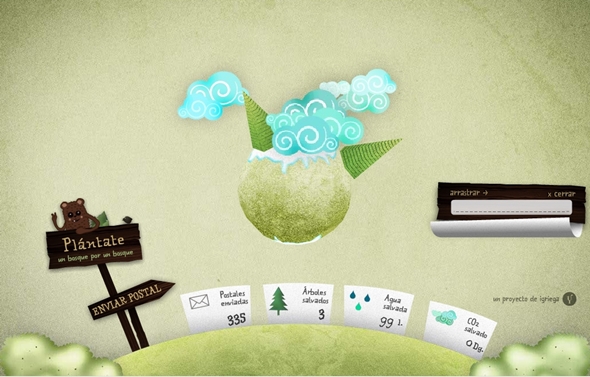 arrastrar →
x cerrar
Plántate
un bosque por un bosque
ENVIAR POSTAL
Postales
enviadas
335
Árboles
salvados
3
Agua
salvada
99 l.
CO2
salvado
0 Dg.
un proyecto de igriega
V